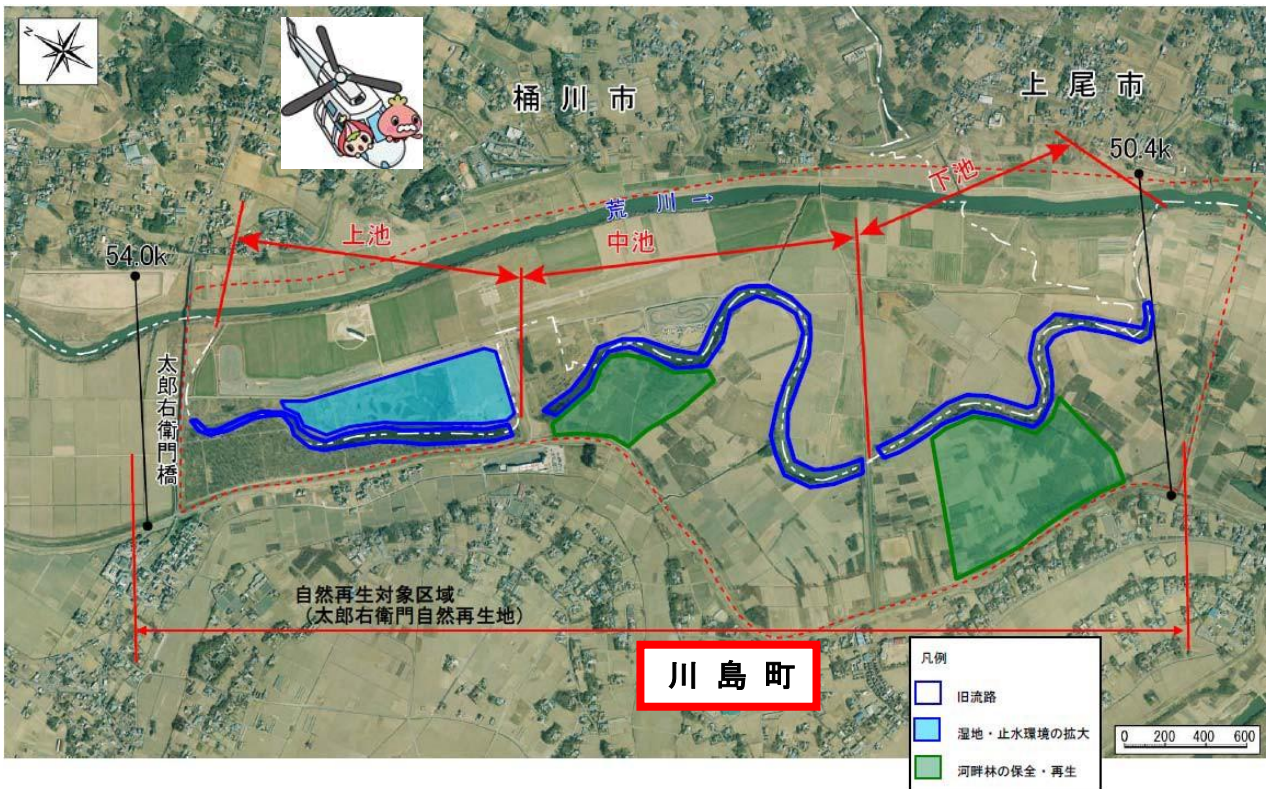 N
桶川市
上尾市
50.4k
下池
荒川→
上池
中池
54.0k
太郎右衛門橋
自然再生対象区域
（太郎右衛門自然再生地）
川島町
凡例
旧流路
湿地・止水環境の拡大
河畔林の保全・再生
0 200 400 600